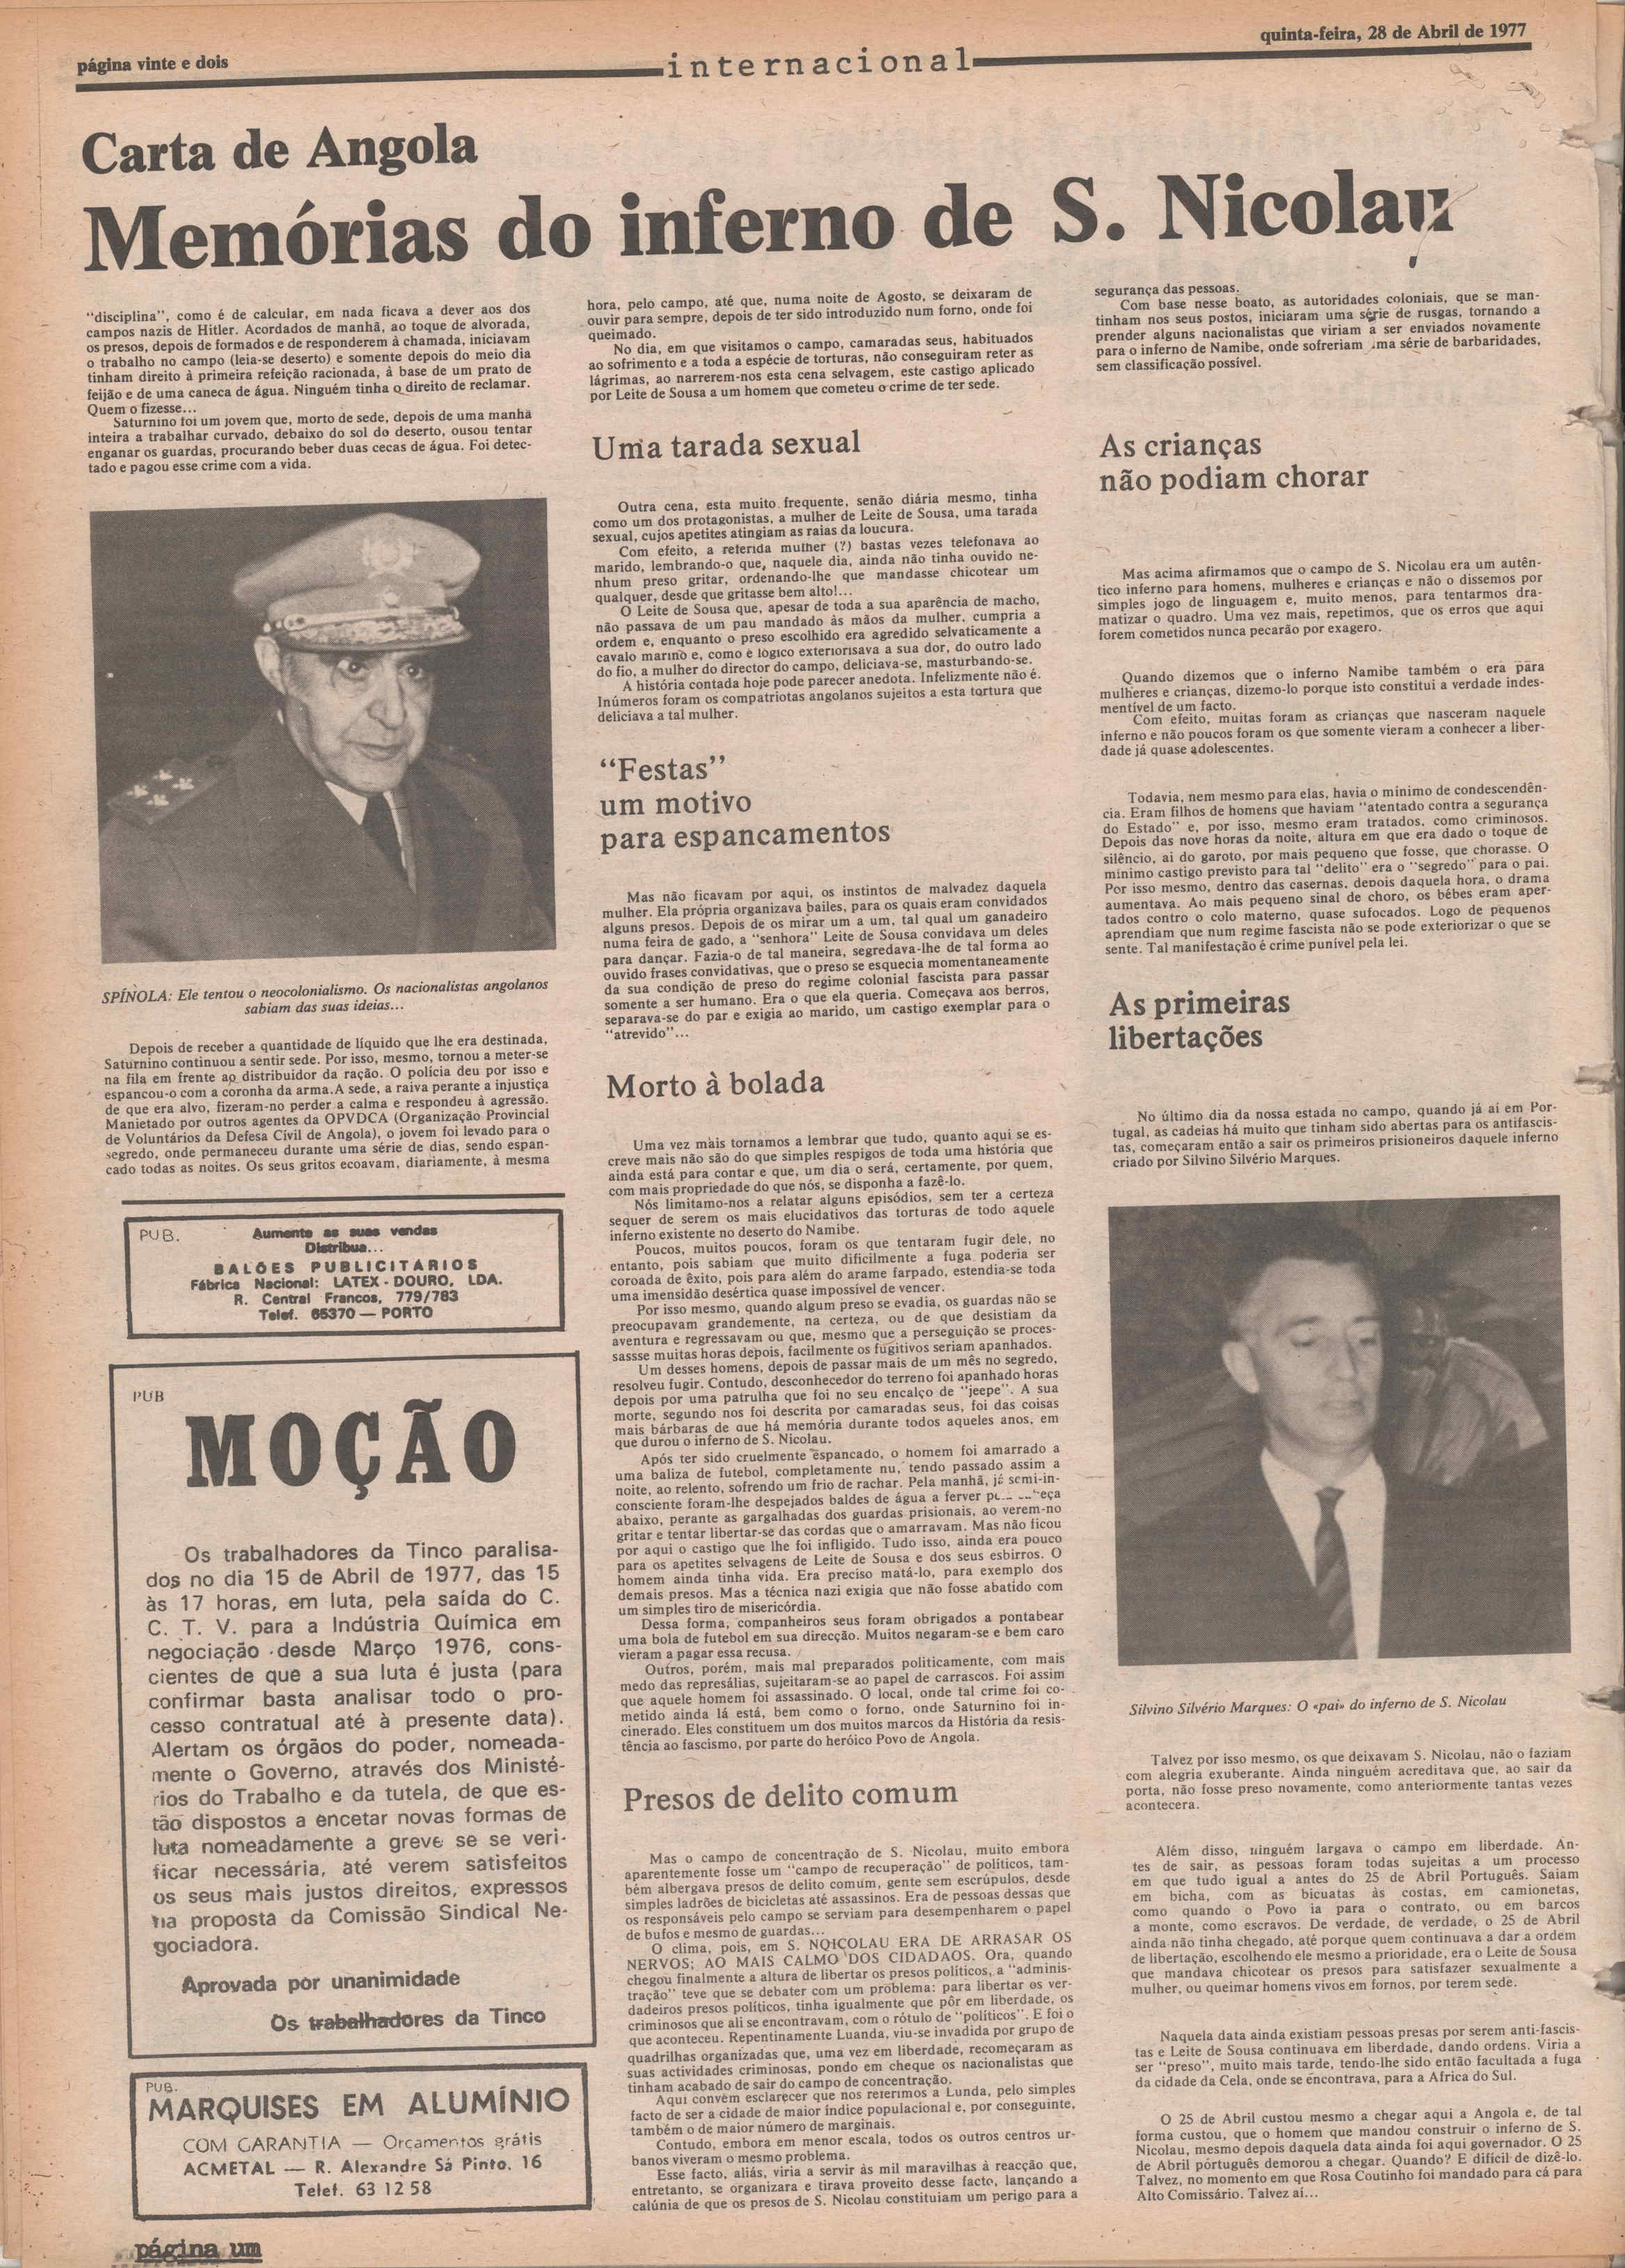 página vinte e dois
internacional
quinta-feira, 28 de Abril de 1977
Carta de Angola
Memórias do inferno de S. Nicolau
"disciplina", como é de calcular, em nada ficava a dever aos dos
campos nazis de Hitler. Acordados de manhã, ao toque de alvorada,
os presos, depois de formados e de responderem à chamada, iniciavam
o trabalho no campo (leia-se deserto) e somente depois do meio dia
tinham direito à primeira refeição racionada, à base de um prato de
feijão e de uma caneca de água. Ninguém tinha o direito de reclamar.
Quem o fizesse...
Saturnino foi um jovem que, morto de sede, depois de uma manhã
inteira a trabalhar curvado, debaixo do sol do deserto, ousou tentar
enganar os guardas, procurando beber duas cecas de água. Foi detec-
tado e pagou esse crime com a vida.
SPÍNOLA: Ele tentou o neocolonialismo. Os nacionalistas angolanos
sabiam das suas ideias...
Depois de receber a quantidade de líquido que lhe era destinada,
Saturnino continuou a sentir sede. Por isso, mesmo, tornou a meter-se
na fila em frente ao distribuidor da ração. O polícia deu por isso e
espancou-o com a coronha da arma. A sede, a raiva perante a injustiça
de que era alvo, fizeram-no perder a calma e respondeu à agressão.
Manietado por outros agentes da OPVDCA (Organização Provincial
de Voluntários da Defesa Civil de Angola), o jovem foi levado para o
segredo, onde permaneceu durante uma série de dias, sendo espan-
cado todas as noites. Os seus gritos ecoavam, diariamente, à mesma
PUB.
Aumente as suas vendas
Distribua...
BALÕES PUBLICITÁRIOS
Fábrica Nacional: LATEX - DOURO, LDA.
R. Central Francos, 779/783
Telef. 65370 — PORTO
PUB
MOÇÃO
Os trabalhadores da Tinco paralisa-
dos no dia 15 de Abril de 1977, das 15
às 17 horas, em luta, pela saída do C.
C. T. V. para a Indústria Química em
negociação desde Março 1976, cons-
cientes de que a sua luta é justa (para
confirmar basta analisar todo o pro-
cesso contratual até à presente data).
Alertam os órgãos do poder, nomeada-
mente o Governo, através dos Ministé-
rios do Trabalho e da tutela, de que es-
tão dispostos a encetar novas formas de
luta nomeadamente a greve se se veri-
ficar necessária, até verem satisfeitos
os seus mais justos direitos, expressos
na proposta da Comissão Sindical Ne-
gociadora.
Aprovada por unanimidade
Os trabalhadores da Tinco
PUB.
MARQUISES EM ALUMÍNIO
COM GARANTIA — Orçamentos grátis
ACMETAL — R. Alexandre Sá Pinto, 16
Telef. 63 12 58
página um
hora, pelo campo, até que, numa noite de Agosto, se deixaram de
ouvir para sempre, depois de ter sido introduzido num forno, onde foi
queimado.
No dia, em que visitamos o campo, camaradas seus, habituados
ao sofrimento e a toda a espécie de torturas, não conseguiram reter as
lágrimas, ao narrerem-nos esta cena selvagem, este castigo aplicado
por Leite de Sousa a um homem que cometeu o crime de ter sede.
Uma tarada sexual
Outra cena, esta muito frequente, senão diária mesmo, tinha
como um dos protagonistas, a mulher de Leite de Sousa, uma tarada
sexual, cujos apetites atingiam as raias da loucura.
Com efeito, a referida mulher (?) bastas vezes telefonava ao
marido, lembrando-o que, naquele dia, ainda não tinha ouvido ne-
nhum preso gritar, ordenando-lhe que mandasse chicotear um
qualquer, desde que gritasse bem alto!...
O Leite de Sousa que, apesar de toda a sua aparência de macho,
não passava de um pau mandado às mãos da mulher, cumpria a
ordem e, enquanto o preso escolhido era agredido selvaticamente a
cavalo marino e, como é lógico exteriorisava a sua dor, do outro lado
do fio, a mulher do director do campo, deliciava-se, masturbando-se.
A história contada hoje pode parecer anedota. Infelizmente não é.
Inúmeros foram os compatriotas angolanos sujeitos a esta tortura que
deliciava a tal mulher.
"Festas"
um motivo
para espancamentos
Mas não ficavam por aqui, os instintos de malvadez daquela
mulher. Ela própria organizava bailes, para os quais eram convidados
alguns presos. Depois de os mirar um a um, tal qual um ganadeiro
numa feira de gado, a "senhora" Leite de Sousa convidava um deles
para dançar. Fazia-o de tal maneira, segredava-lhe de tal forma ao
ouvido frases convidativas, que o preso se esquecia momentaneamente
da sua condição de preso do regime colonial fascista para passar
somente a ser humano. Era o que ela queria. Começava aos berros,
separava-se do par e exigia ao marido, um castigo exemplar para o
"atrevido"...
Morto à bolada
Uma vez mais tornamos a lembrar que tudo, quanto aqui se es-
creve mais não são do que simples respigos de toda uma história que
ainda está para contar e que, um dia o será, certamente, por quem,
com mais propriedade do que nós, se disponha a fazê-lo.
Nós limitamo-nos a relatar alguns episódios, sem ter a certeza
sequer de serem os mais elucidativos das torturas de todo aquele
inferno existente no deserto do Namibe.
Poucos, muitos poucos, foram os que tentaram fugir dele, no
entanto, pois sabiam que muito dificilmente a fuga poderia ser
coroada de êxito, pois para além do arame farpado, estendia-se toda
uma imensidão desértica quase impossível de vencer.
Por isso mesmo, quando algum preso se evadia, os guardas não se
preocupavam grandemente, na certeza, ou de que desistiam da
aventura e regressavam ou que, mesmo que a perseguição se proces-
sassse muitas horas depois, facilmente os fugitivos seriam apanhados.
Um desses homens, depois de passar mais de um mês no segredo,
resolveu fugir. Contudo, desconhecedor do terreno foi apanhado horas
depois por uma patrulha que foi no seu encalço de "jeepe". A sua
morte, segundo nos foi descrita por camaradas seus, foi das coisas
mais bárbaras de que há memória durante todos aqueles anos, em
que durou o inferno de S. Nicolau.
Após ter sido cruelmente espancado, o homem foi amarrado a
uma baliza de futebol, completamente nu, tendo passado assim a
noite, ao relento, sofrendo um frio de rachar. Pela manhã, já semi-in-
consciente foram-lhe despejados baldes de água a ferver
abaixo, perante as gargalhadas dos guardas prisionais, ao verem-no
gritar e tentar libertar-se das cordas que o amarravam. Mas não ficou
por aqui o castigo que lhe foi infligido. Tudo isso, ainda era pouco
para os apetites selvagens de Leite de Sousa e dos seus esbirros. O
homem ainda tinha vida. Era preciso matá-lo, para exemplo dos
demais presos. Mas a técnica nazi exigia que não fosse abatido com
um simples tiro de misericórdia.
Dessa forma, companheiros seus foram obrigados a pontabear
uma bola de futebol em sua direcção. Muitos negaram-se e bem caro
vieram a pagar essa recusa.
Outros, porém, mais mal preparados politicamente, com mais
medo das represálias, sujeitaram-se ao papel de carrascos. Foi assim
que aquele homem foi assassinado. O local, onde tal crime foi co-
metido ainda lá está, bem como o forno, onde Saturnino foi in-
cinerado. Eles constituem um dos muitos marcos da História da resis-
tência ao fascismo, por parte do heróico Povo de Angola.
Presos de delito comum
Mas o campo de concentração de S. Nicolau, muito embora
aparentemente fosse um "campo de recuperação" de políticos, tam-
bém albergava presos de delito comum, gente sem escrúpulos, desde
simples ladrões de bicicletas até assassinos. Era de pessoas dessas que
os responsáveis pelo campo se serviam para desempenharem o papel
de bufos e mesmo de guardas...
O clima, pois, em S. NOICOLAU ERA DE ARRASAR OS
NERVOS; AO MAIS CALMO DOS CIDADAOS. Ora, quando
chegou finalmente a altura de libertar os presos políticos, a "adminis-
tração" teve que se debater com um problema: para libertar os ver-
dadeiros presos políticos, tinha igualmente que pôr em liberdade, os
criminosos que ali se encontravam, com o rótulo de "políticos". E foi o
que aconteceu. Repentinamente Luanda, viu-se invadida por grupo de
quadrilhas organizadas que, uma vez em liberdade, recomeçaram as
suas actividades criminosas, pondo em cheque os nacionalistas que
tinham acabado de sair do campo de concentração.
Aqui convém esclarecer que nos referimos a Lunda, pelo simples
facto de ser a cidade de maior índice populacional e, por conseguinte,
também o de maior número de marginais.
Contudo, embora em menor escala, todos os outros centros ur-
banos viveram o mesmo problema.
Esse facto, aliás, viria a servir às mil maravilhas à reacção que,
entretanto, se organizara e tirava proveito desse facto, lançando a
calúnia de que os presos de S. Nicolau constituíam um perigo para a
segurança das pessoas.
Com base nesse boato, as autoridades coloniais, que se man-
tinham nos seus postos, iniciaram uma série de rusgas, tornando a
prender alguns nacionalistas que viriam a ser enviados novamente
para o inferno de Namibe, onde sofreriam uma série de barbaridades,
sem classificação possível.
As crianças
não podiam chorar
Mas acima afirmamos que o campo de S. Nicolau era um autên-
tico inferno para homens, mulheres e crianças e não o dissemos por
simples jogo de linguagem e, muito menos, para tentarmos dra-
matizar o quadro. Uma vez mais, repetimos, que os erros que aqui
forem cometidos nunca pecarão por exagero.
Quando dizemos que o inferno Namibe também o era para
mulheres e crianças, dizemo-lo porque isto constitui a verdade indes-
mentível de um facto.
Com efeito, muitas foram as crianças que nasceram naquele
inferno e não poucos foram os que somente vieram a conhecer a liber-
dade já quase adolescentes.
Todavia, nem mesmo para elas, havia o mínimo de condescendên-
cia. Eram filhos de homens que haviam "atentado contra a segurança
do Estado" e, por isso, mesmo eram tratados, como criminosos.
Depois das nove horas da noite, altura em que era dado o toque de
silêncio, ai do garoto, por mais pequeno que fosse, que chorasse. O
mínimo castigo previsto para tal "delito" era o "segredo" para o pai.
Por isso mesmo, dentro das casernas, depois daquela hora, o drama
aumentava. Ao mais pequeno sinal de choro, os bébes eram aper-
tados contro o colo materno, quase sufocados. Logo de pequenos
aprendiam que num regime fascista não se pode exteriorizar o que se
sente. Tal manifestação é crime punível pela lei.
As primeiras
libertações
No último dia da nossa estada no campo, quando já aí em Por-
tugal, as cadeias há muito que tinham sido abertas para os antifascis-
tas, começaram então a sair os primeiros prisioneiros daquele inferno
criado por Silvino Silvério Marques.
Silvino Silvério Marques: O «pai» do inferno de S. Nicolau
Talvez por isso mesmo, os que deixavam S. Nicolau, não o faziam
com alegria exuberante. Ainda ninguém acreditava que, ao sair da
porta, não fosse preso novamente, como anteriormente tantas vezes
acontecera.
Além disso, ninguém largava o campo em liberdade. An-
tes de sair, as pessoas foram todas sujeitas a um processo
em que tudo igual a antes do 25 de Abril Português. Saíam
em bicha, com as bicuatas às costas, em camionetas,
como quando o Povo ia para o contrato, ou em barcos
a monte, como escravos. De verdade, de verdade, o 25 de Abril
ainda não tinha chegado, até porque quem continuava a dar a ordem
de libertação, escolhendo ele mesmo a prioridade, era o Leite de Sousa
que mandava chicotear os presos para satisfazer sexualmente a
mulher, ou queimar homens vivos em fornos, por terem sede.
Naquela data ainda existiam pessoas presas por serem anti-fascis-
tas e Leite de Sousa continuava em liberdade, dando ordens. Viria a
ser "preso", muito mais tarde, tendo-lhe sido então facultada a fuga
da cidade da Cela, onde se encontrava, para a Africa do Sul.
O 25 de Abril custou mesmo a chegar aqui a Angola e, de tal
forma custou, que o homem que mandou construir o inferno de S.
Nicolau, mesmo depois daquela data ainda foi aqui governador. O 25
de Abril português demorou a chegar. Quando? E difícil de dizê-lo.
Talvez, no momento em que Rosa Coutinho foi mandado para cá para
Alto Comissário. Talvez aí...